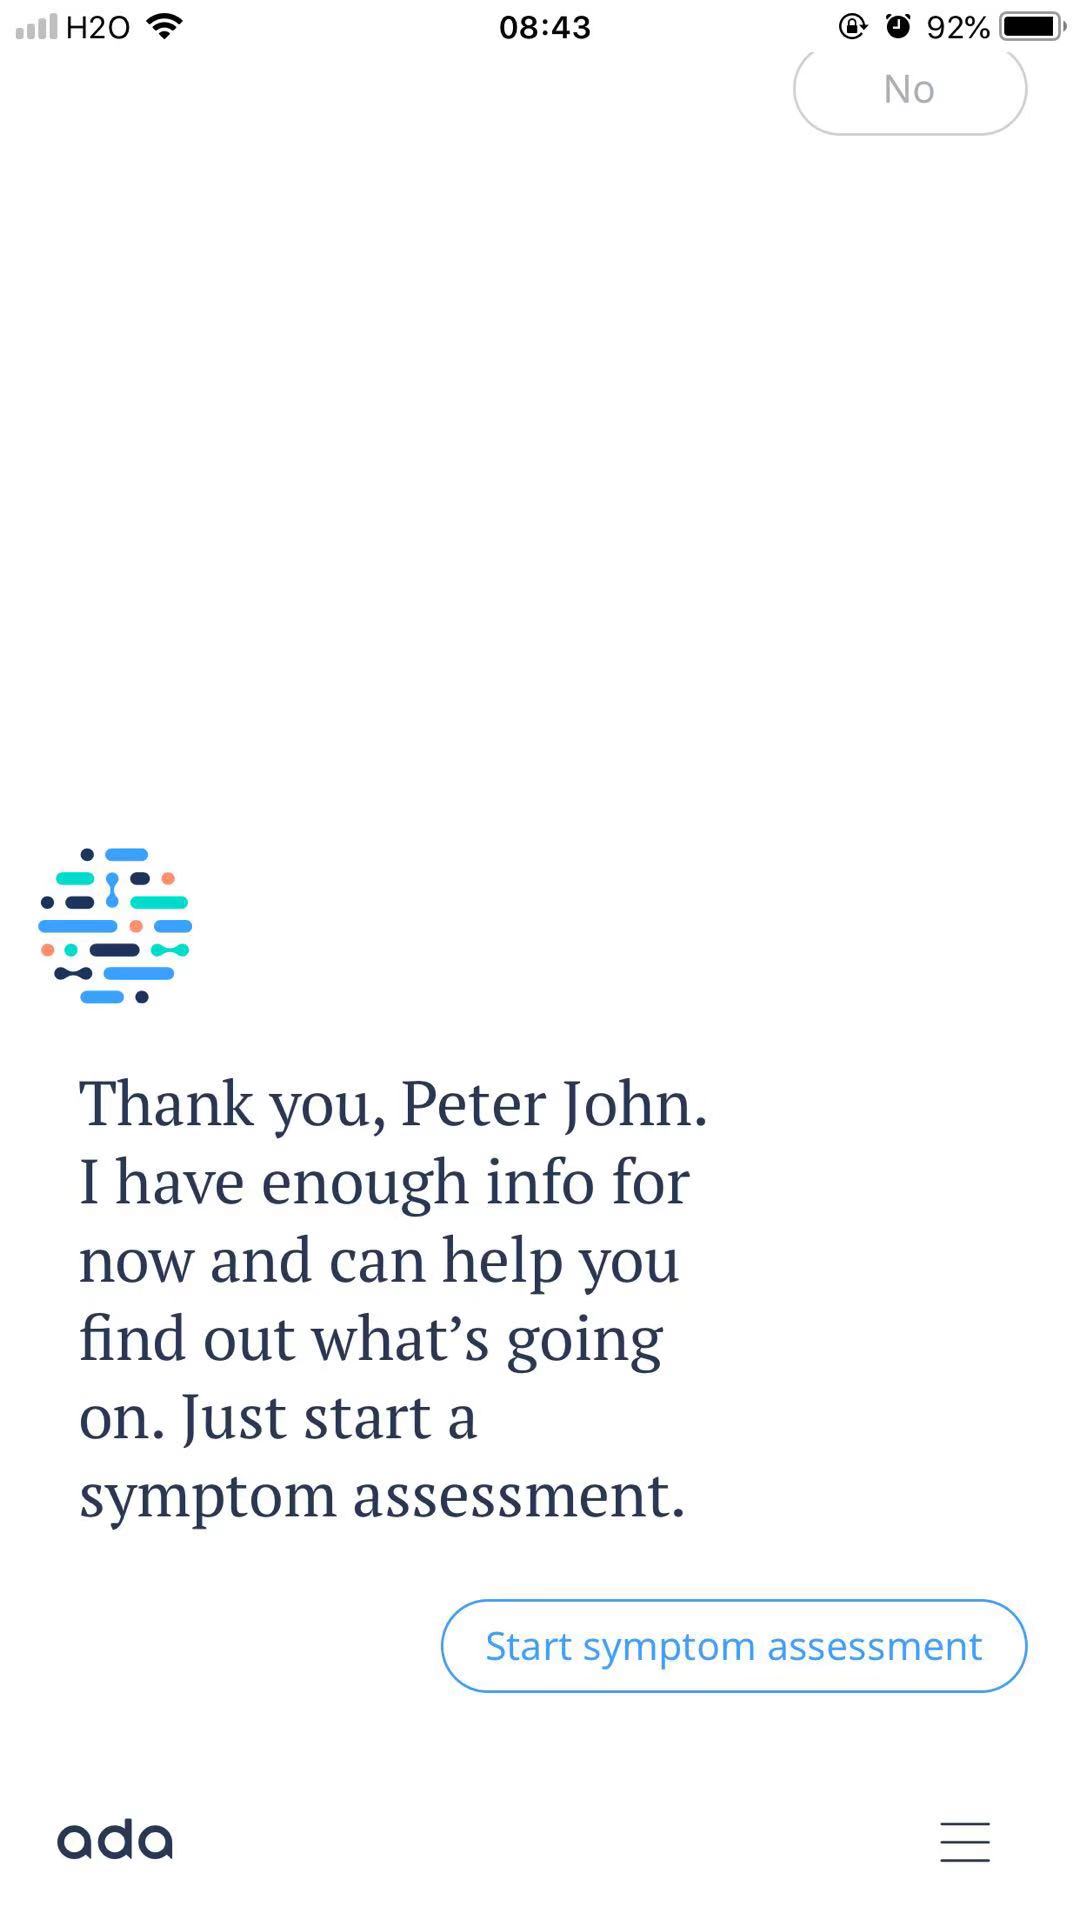 H2O 08:43 92%
No
Thank you, Peter John.
I have enough info for
now and can help you
find out what’s going
on. Just start a
symptom assessment.
Start symptom assessment
ada